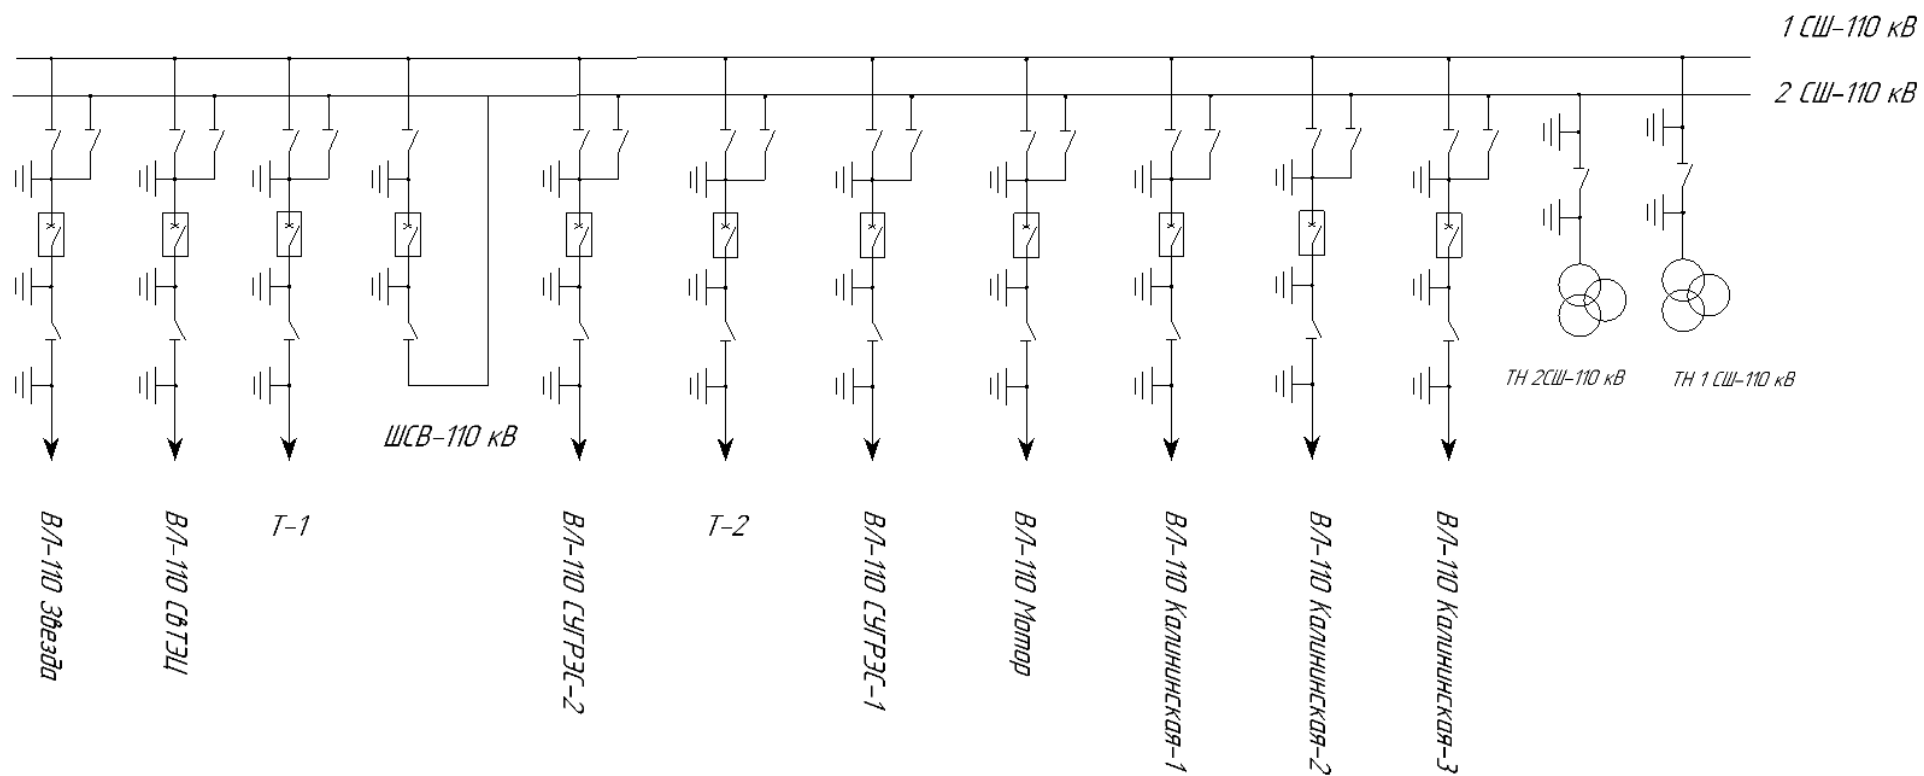 1 СШ-110 кВ
2 СШ-110 кВ
ТН 2СШ-110 кВ
ТН 1 СШ-110 кВ
ШСВ-110 кВ
ВЛ-110 Звезда
ВЛ-110 СвТЭЦ
Т-1
ВЛ-110 СУГРЭС-2
Т-2
ВЛ-110 СУГРЭС-1
ВЛ-110 Мотор
ВЛ-110 Калининская-1
ВЛ-110 Калининская-2
ВЛ-110 Калининская-3